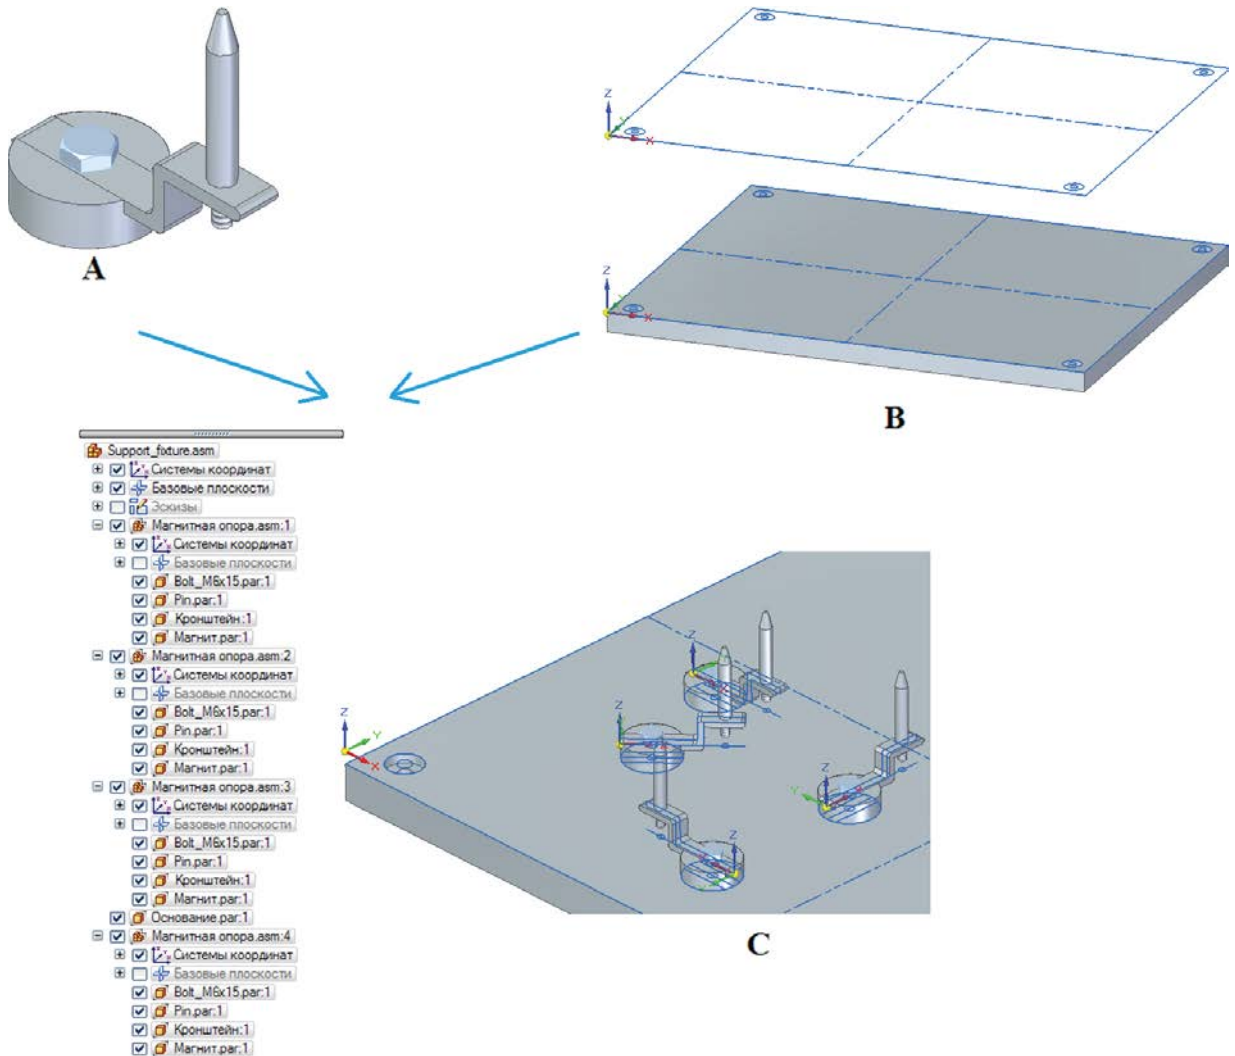 Z
Y
X
A
Z
Y
X
B
Support_fixture.asm
Системы координат
Базовые плоскости
Эскизы
Магнитная опора.asm:1
Системы координат
Базовые плоскости
Bolt_M6x15.par:1
Pin.par:1
Кронштейн:1
Магнит.par:1
Магнитная опора.asm:2
Системы координат
Базовые плоскости
Bolt_M6x15.par:1
Pin.par:1
Кронштейн:1
Магнит.par:1
Магнитная опора.asm:3
Системы координат
Базовые плоскости
Bolt_M6x15.par:1
Pin.par:1
Кронштейн:1
Магнит.par:1
Основание.par:1
Магнитная опора.asm:4
Системы координат
Базовые плоскости
Bolt_M6x15.par:1
Pin.par:1
Кронштейн:1
Магнит.par:1
Z
Z
Z
Y
X
Z
Y
Z
C